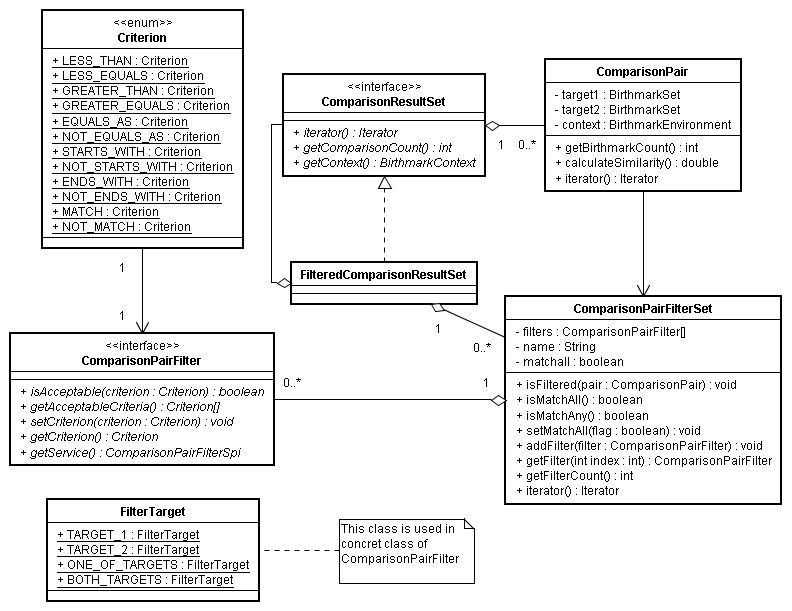 <<enum>>
Criterion
+ LESS_THAN : Criterion
+ LESS_EQUALS : Criterion
+ GREATER_THAN : Criterion
+ GREATER_EQUALS : Criterion
+ EQUALS_AS : Criterion
+ NOT_EQUALS_AS : Criterion
+ STARTS_WITH : Criterion
+ NOT_STARTS_WITH : Criterion
+ ENDS_WITH : Criterion
+ NOT_ENDS_WITH : Criterion
+ MATCH : Criterion
+ NOT_MATCH : Criterion
<<interface>>
ComparisonResultSet
+ iterator() : Iterator
+ getComparisonCount() : int
+ getContext() : BirthmarkContext
1
0..*
ComparisonPair
- target1 : BirthmarkSet
- target2 : BirthmarkSet
- context : BirthmarkEnvironment
+ getBirthmarkCount() : int
+ calculateSimilarity() : double
+ iterator() : Iterator
1
1
FilteredComparisonResultSet
1
0..*
<<interface>>
ComparisonPairFilter
+ isAcceptable(criterion : Criterion) : boolean
+ getAcceptableCriteria() : Criterion[]
+ setCriterion(criterion : Criterion) : void
+ getCriterion() : Criterion
+ getService() : ComparisonPairFilterSpi
0..*
1
ComparisonPairFilterSet
- filters : ComparisonPairFilter[]
- name : String
- matchall : boolean
+ isFiltered(pair : ComparisonPair) : void
+ isMatchAll() : boolean
+ isMatchAny() : boolean
+ setMatchAll(flag : boolean) : void
+ addFilter(filter : ComparisonPairFilter) : void
+ getFilter(int index : int) : ComparisonPairFilter
+ getFilterCount() : int
+ iterator() : Iterator
FilterTarget
+ TARGET_1 : FilterTarget
+ TARGET_2 : FilterTarget
+ ONE_OF_TARGETS : FilterTarget
+ BOTH_TARGETS : FilterTarget
This class is used in
concret class of
ComparisonPairFilter